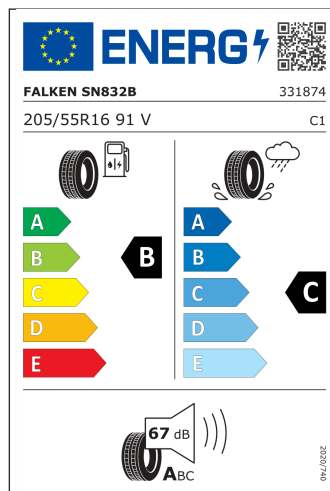 ENERG
FALKEN SN832B 331874
205/55R16 91 V C1
A A
B B B
C C C
D D
E E
67 dB
ABC
2020/740